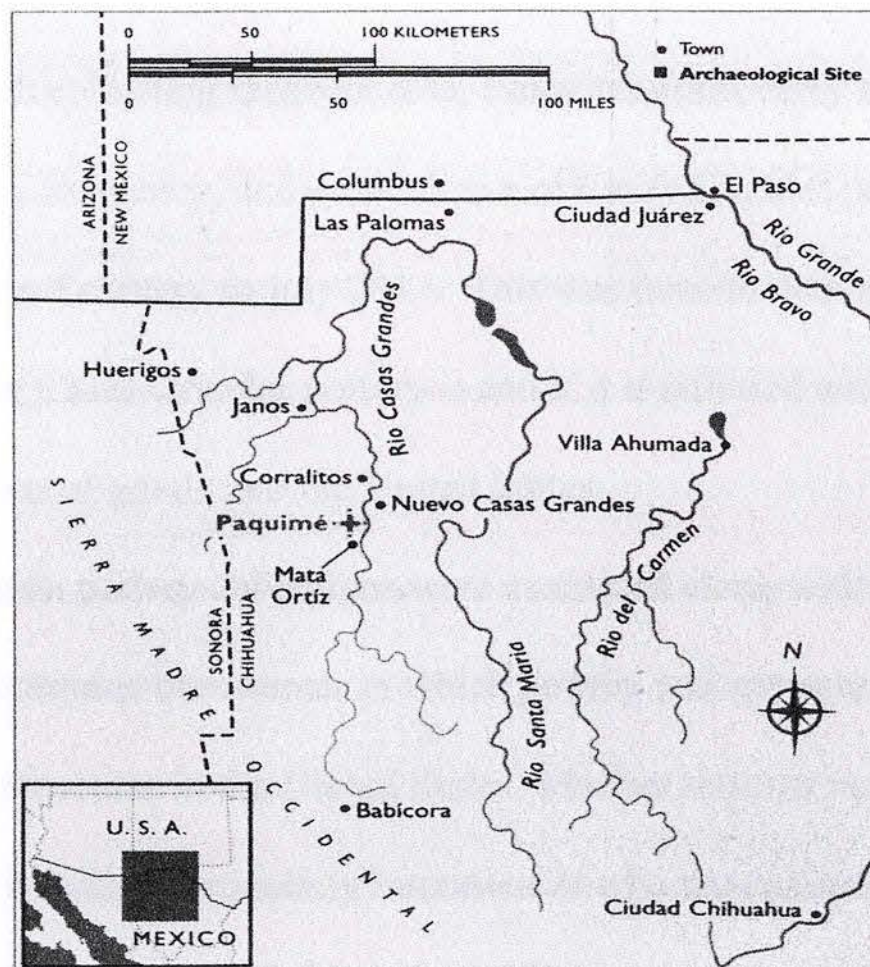 0 50 100 KILOMETERS
0 50 100 MILES
Town
Archaeological Site
ARIZONA
NEW MEXICO
Columbus
El Paso
Las Palomas
Ciudad Juárez
Rio Grande
Rio Bravo
Huerigos
Janos
Rio Casas Grandes
Villa Ahumada
Corralitos
Nuevo Casas Grandes
Paquimé
Mata
Ortíz
Rio del Carmen
SIERRA MADRE OCCIDENTAL
SONORA
CHIHUAHUA
Rio Santa Maria
N
Babícora
Ciudad Chihuahua
U. S. A.
MEXICO